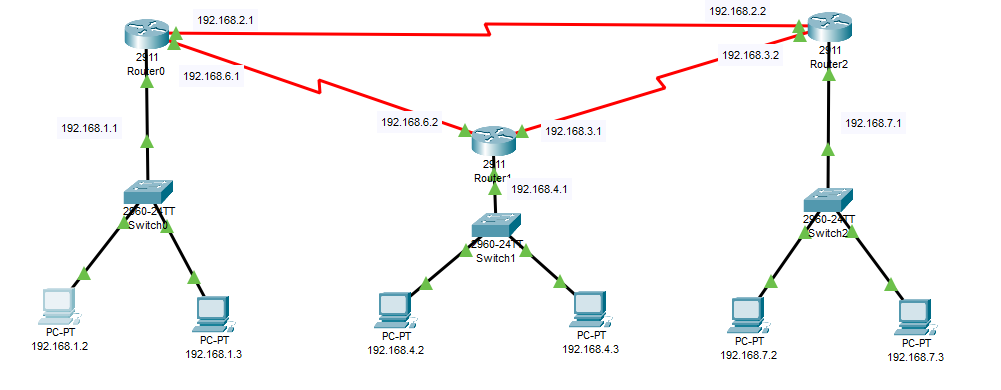 192.168.2.1
192.168.2.2
2911
Router0
2911
Router2
192.168.6.1
192.168.3.2
192.168.1.1
192.168.6.2
192.168.3.1
192.168.7.1
2911
Router1
192.168.4.1
2960-24TT
Switch0
2960-24TT
Switch1
2960-24TT
Switch2
PC-PT
192.168.1.2
PC-PT
192.168.1.3
PC-PT
192.168.4.2
PC-PT
192.168.4.3
PC-PT
192.168.7.2
PC-PT
192.168.7.3